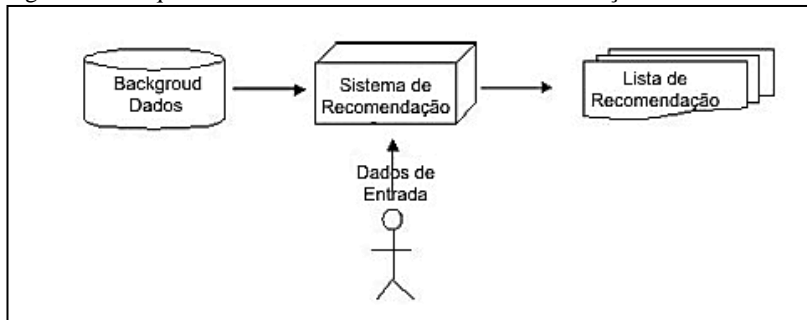 Backgroud
Dados
Sistema de
Recomendação
Lista de
Recomendação
Dados de
Entrada